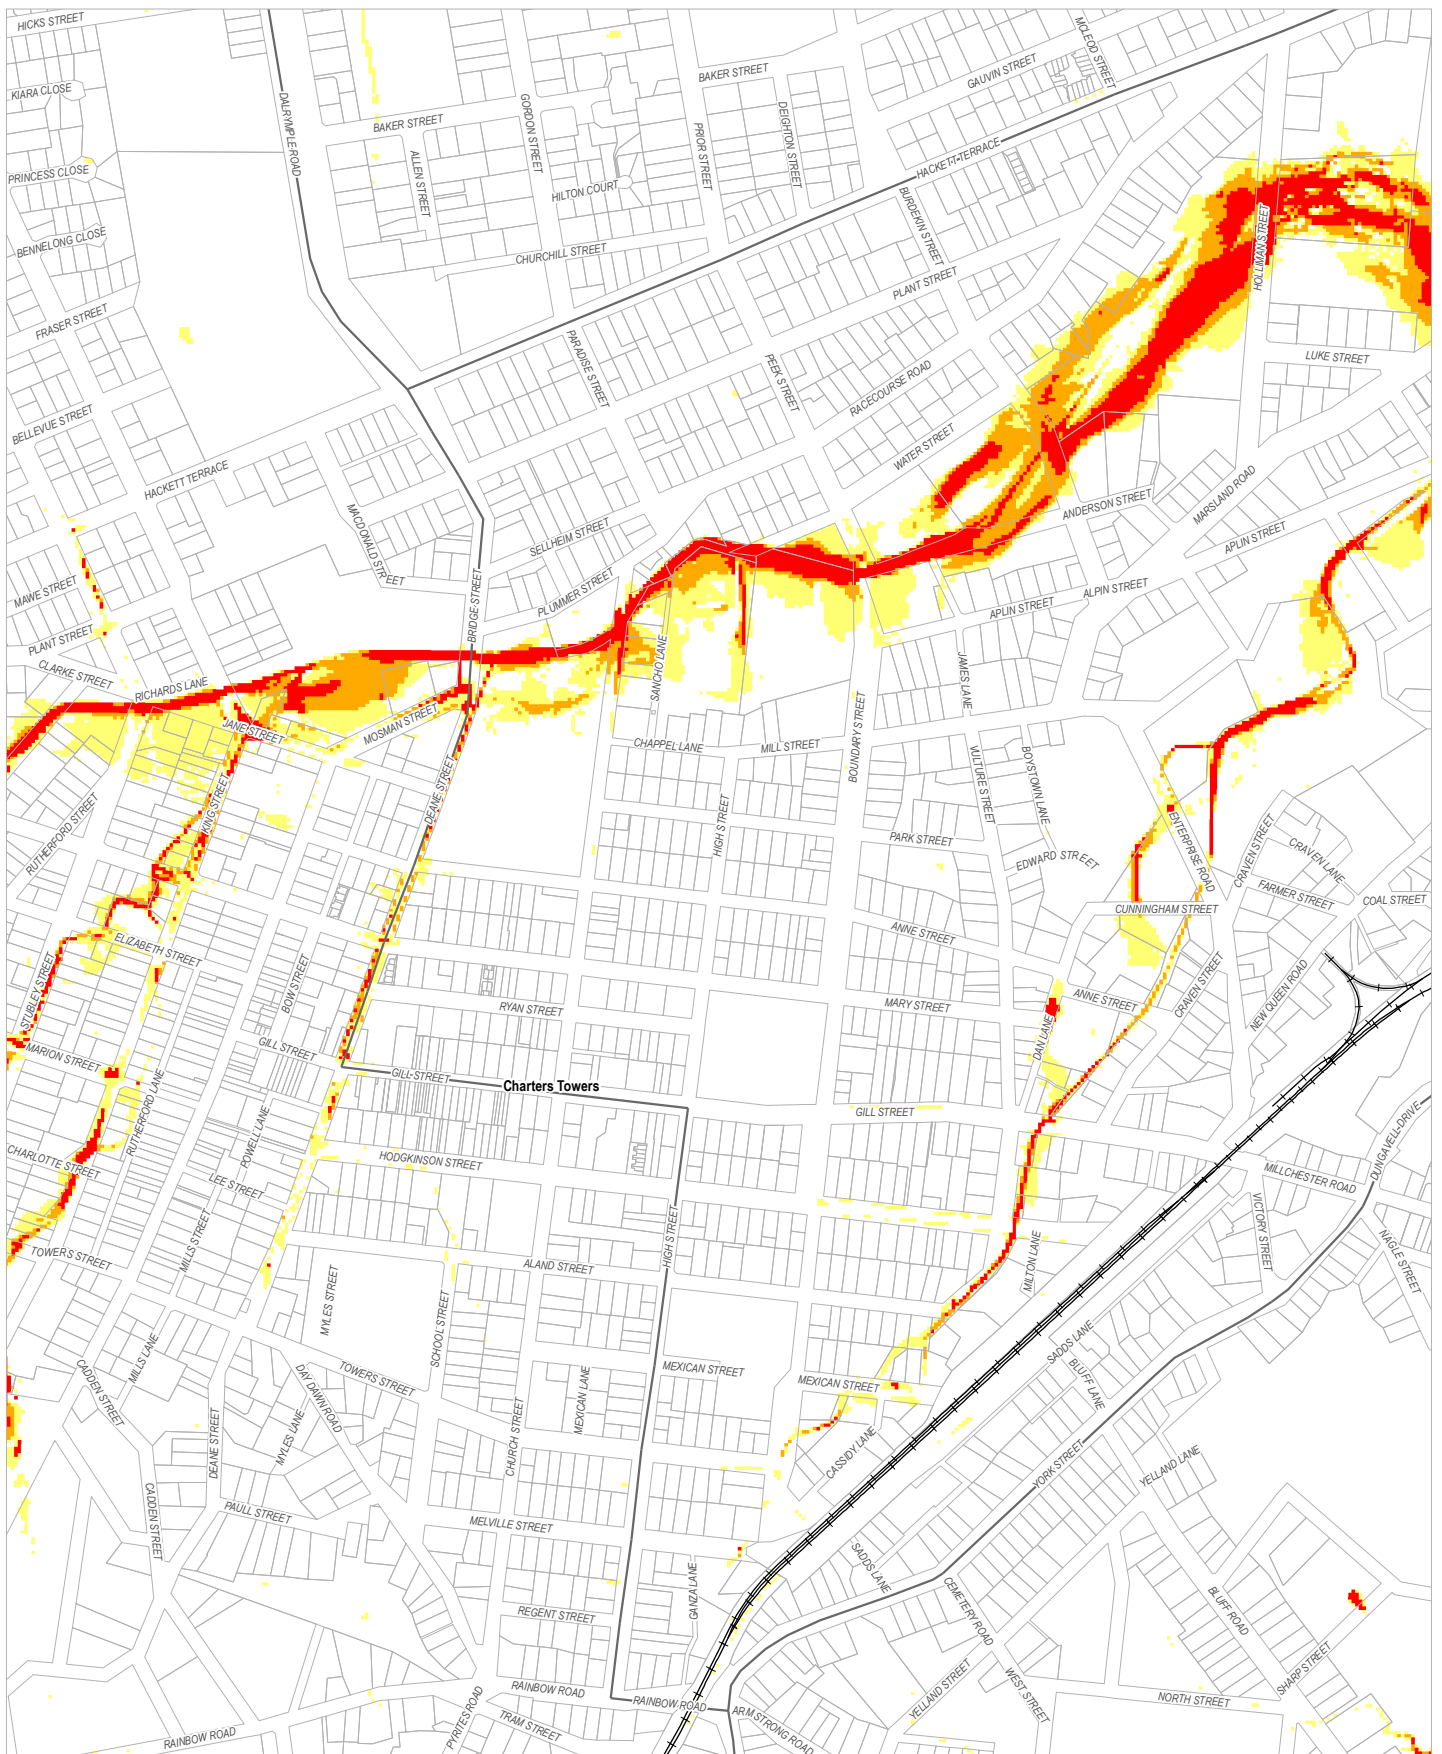 HICKS STREET
MCLEOD STREET
GAUVIN STREET
BAKER STREET
KIARA CLOSE
DALRYMPLE ROAD
GORDON STREET
DEIGHTON STREET
BAKER STREET
PRIOR STREET
HACKETT TERRACE
ALLEN STREET
PRINCESS CLOSE
HILTON COURT
BURDEKIN STREET
BENNELONG CLOSE
HOLLIMAN STREET
CHURCHILL STREET
PLANT STREET
FRASER STREET
PARADISE STREET
LUKE STREET
PEEK STREET
RACECOURSE ROAD
BELLEVUE STREET
WATER STREET
HACKETT TERRACE
MARSLAND ROAD
ANDERSON STREET
MACDONALD STREET
SELLHEIM STREET
APLIN STREET
MAWE STREET
PLUMMER STREET
BRIDGE STREET
ALPIN STREET
APLIN STREET
PLANT STREET
CLARKE STREET
SANCHO LANE
JAMES LANE
RICHARDS LANE
JANE STREET
MOSMAN STREET
BOUNDARY STREET
CHAPPEL LANE
MILL STREET
VULTURE STREET
BOYSTOWN LANE
DEANE STREET
KING STREET
HIGH STREET
RUTHERFORD STREET
PARK STREET
ENTERPRISE ROAD
CRAVEN STREET
CRAVEN LANE
EDWARD STREET
FARMER STREET
COAL STREET
CUNNINGHAM STREET
ANNE STREET
ELIZABETH STREET
STUBLEY STREET
BOW STREET
CRAVEN STREET
NEW QUEEN ROAD
RYAN STREET
MARY STREET
ANNE STREET
DAN LANE
MARION STREET
GILL STREET
GILL STREET
Charters Towers
GILL STREET
RUTHERFORD LANE
POWELL LANE
DUNGAVELL DRIVE
CHARLOTTE STREET
HODGKINSON STREET
MILLCHESTER ROAD
LEE STREET
VICTORY STREET
HIGH STREET
MILLS STREET
NAGLE STREET
TOWERS STREET
ALAND STREET
MILTON LANE
MYLES STREET
SCHOOL STREET
SADDS LANE
MILLS LANE
BLUFF LANE
TOWERS STREET
MEXICAN STREET
MEXICAN STREET
CADDEN STREET
DAY DAWN ROAD
MEXICAN LANE
CHURCH STREET
DEANE STREET
MYLES LANE
CASSIDY LANE
YORK STREET
YELLAND LANE
CADDEN STREET
PAULL STREET
MELVILLE STREET
SADDS LANE
GANZA LANE
CEMETERY ROAD
BLUFF ROAD
REGENT STREET
SHARP STREET
YELLAND STREET
WEST STREET
RAINBOW ROAD
RAINBOW ROAD
NORTH STREET
PYRITES ROAD
TRAM STREET
ARMSTRONG ROAD
RAINBOW ROAD